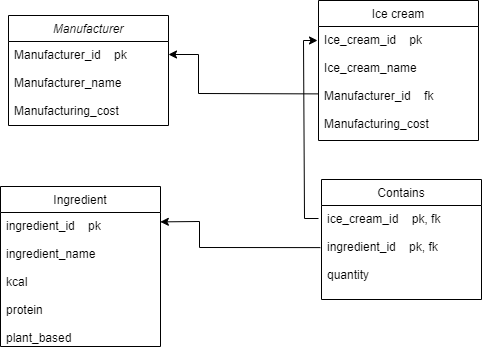 Manufacturer
Manufacturer_id pk
Manufacturer_name
Manufacturing_cost
Ice cream
Ice_cream_id pk
Ice_cream_name
Manufacturer_id fk
Manufacturing_cost
Ingredient
ingredient_id pk
ingredient_name
kcal
protein
plant_based
Contains
ice_cream_id pk, fk
ingredient_id pk, fk
quantity